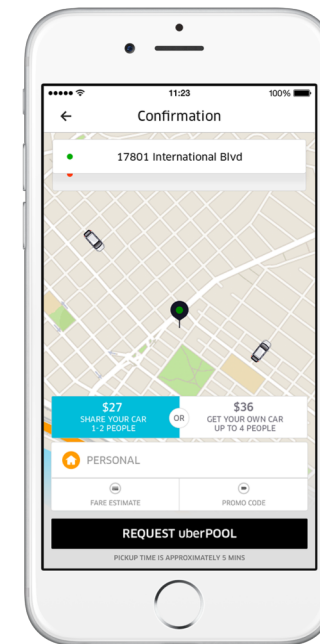 11:23
100%
Confirmation
17801 International Blvd
$27
SHARE YOUR CAR
1-2 PEOPLE
OR
$36
GET YOUR OWN CAR
UP TO 4 PEOPLE
PERSONAL
FARE ESTIMATE
PROMO CODE
REQUEST uberPOOL
PICKUP TIME IS APPROXIMATELY 5 MINS